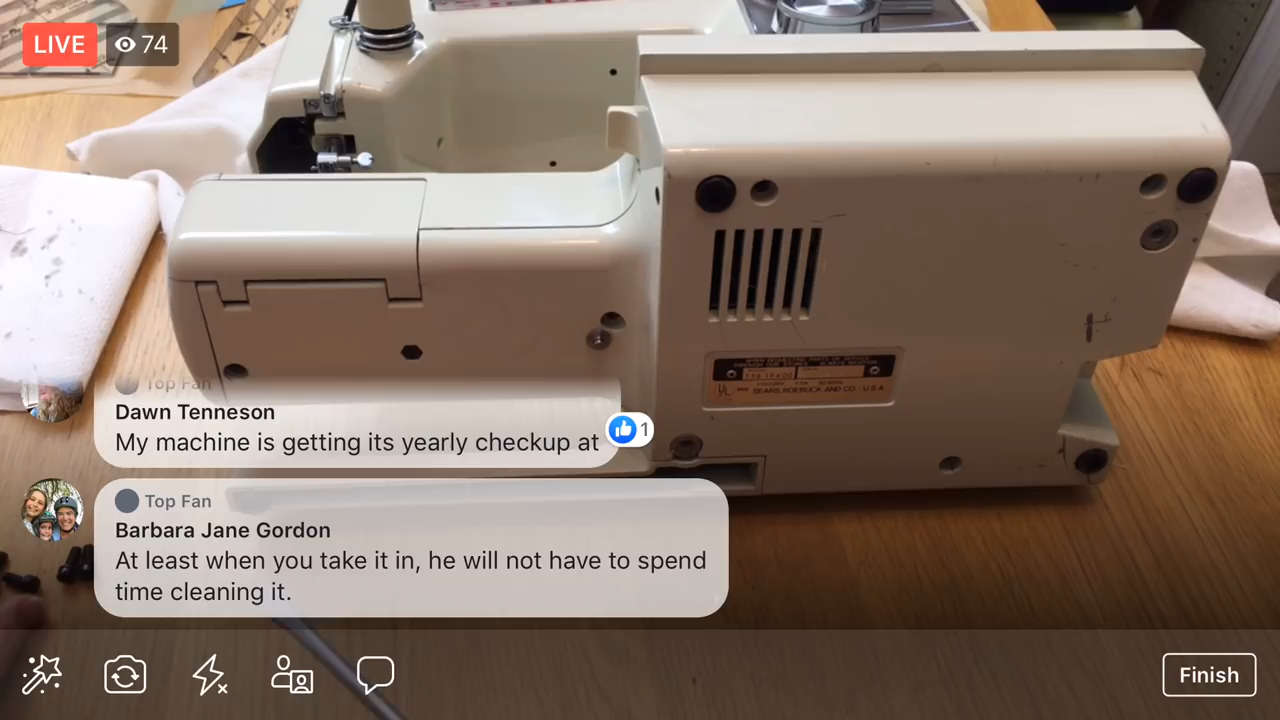 LIVE
74
Top Fan
Dawn Tenneson
My machine is getting its yearly checkup at
1
Top Fan
Barbara Jane Gordon
At least when you take it in, he will not have to spend
time cleaning it.
SEARS, ROEBUCK AND CO - U.S.A
Finish